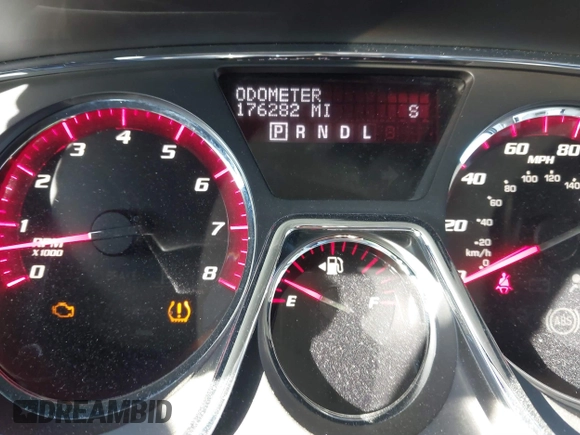 ODOMETER
176282 MI S
P R N D L
0 1 2 3 4 5 6 7 8
RPM
X1000
E F
20 40 60 80
MPH
0 20 40 60 80 100 120 140
km/h
ABS
DREAMBID